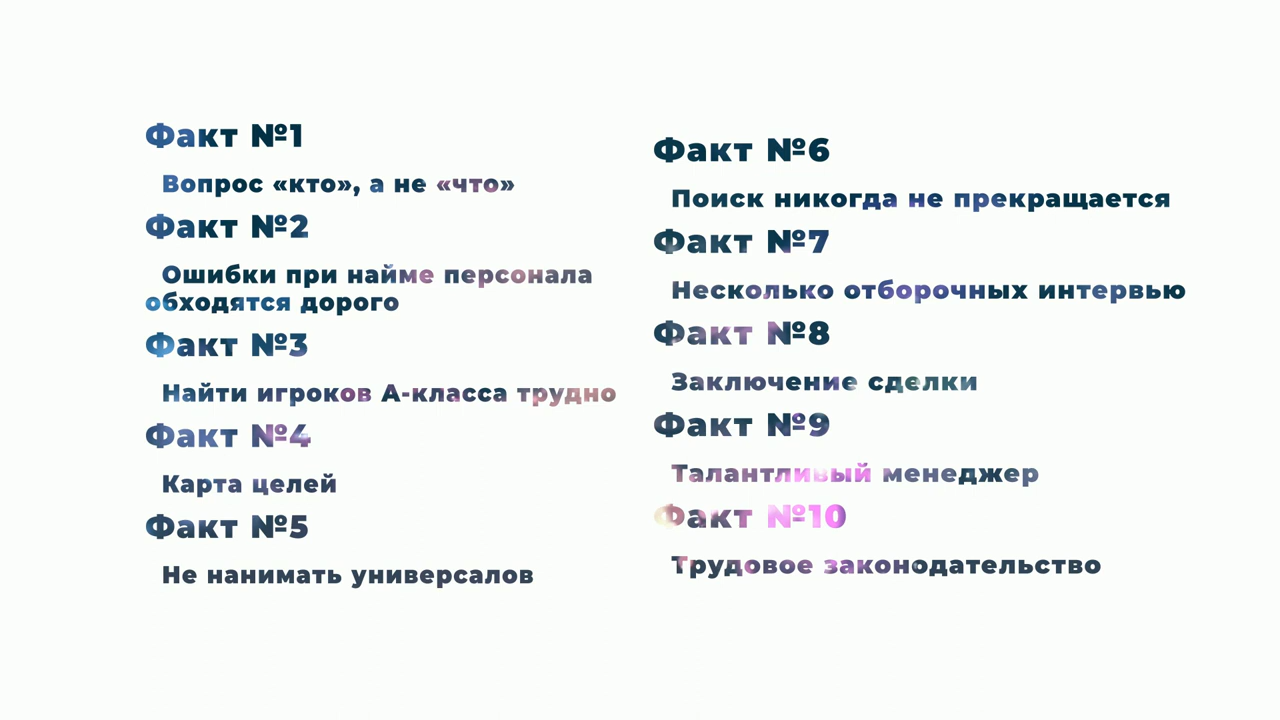 Факт №1
Вопрос «кто», а не «что»
Факт №2
Ошибки при найме персонала
обходятся дорого
Факт №3
Найти игроков А-класса трудно
Факт №4
Карта целей
Факт №5
Не нанимать универсалов
Факт №6
Поиск никогда не прекращается
Факт №7
Несколько отборочных интервью
Факт №8
Заключение сделки
Факт №9
Талантливый менеджер
Факт №10
Трудовое законодательство